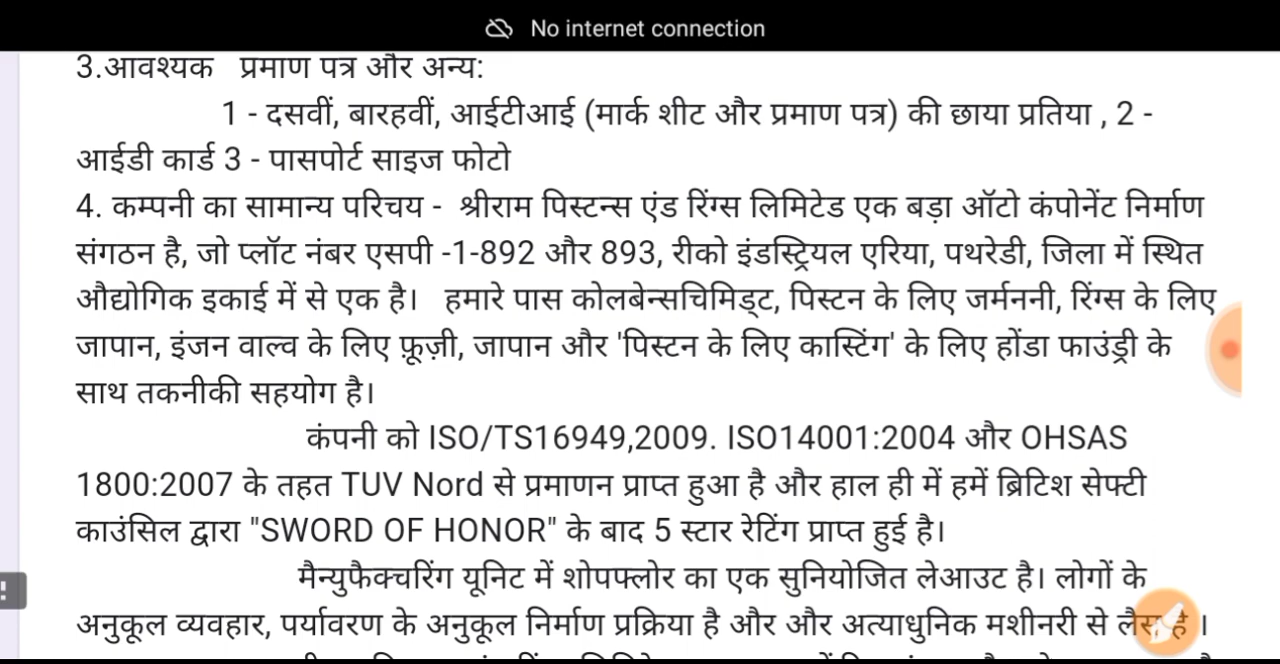 No internet connection
3.आवश्यक प्रमाण पत्र और अन्य:
1 - दसवीं, बारहवीं, आईटीआई (मार्क शीट और प्रमाण पत्र) की छाया प्रतिया , 2 -
आईडी कार्ड 3 - पासपोर्ट साइज फोटो
4. कम्पनी का सामान्य परिचय - श्रीराम पिस्टन्स एंड रिंग्स लिमिटेड एक बड़ा ऑटो कंपोनेंट निर्माण
संगठन है, जो प्लॉट नंबर एसपी -1-892 और 893, रीको इंडस्ट्रियल एरिया, पथरेडी, जिला में स्थित
औद्योगिक इकाई में से एक है। हमारे पास कोलबेन्सचिमिड्ट, पिस्टन के लिए जर्मननी, रिंग्स के लिए
जापान, इंजन वाल्व के लिए फ़ूज़ी, जापान और 'पिस्टन के लिए कास्टिंग' के लिए होंडा फाउंड्री के
साथ तकनीकी सहयोग है।
कंपनी को ISO/TS16949,2009. ISO14001:2004 और OHSAS
1800:2007 के तहत TUV Nord से प्रमाणन प्राप्त हुआ है और हाल ही में हमें ब्रिटिश सेफ्टी
काउंसिल द्वारा "SWORD OF HONOR" के बाद 5 स्टार रेटिंग प्राप्त हुई है।
मैन्युफैक्चरिंग यूनिट में शोपफ्लोर का एक सुनियोजित लेआउट है। लोगों के
अनुकूल व्यवहार, पर्यावरण के अनुकूल निर्माण प्रक्रिया है और और अत्याधुनिक मशीनरी से लैस है ।